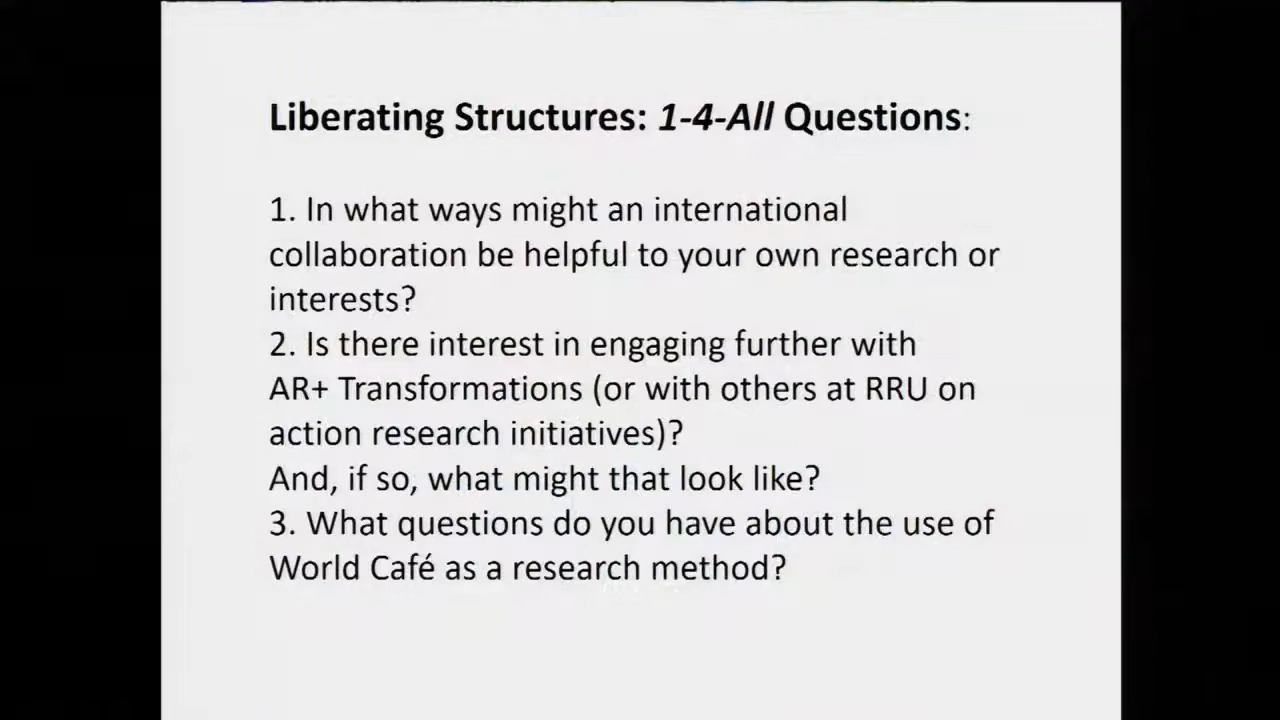 Liberating Structures: 1-4-All Questions:
1. In what ways might an international
collaboration be helpful to your own research or
interests?
2. Is there interest in engaging further with
AR+ Transformations (or with others at RRU on
action research initiatives)?
And, if so, what might that look like?
3. What questions do you have about the use of
World Café as a research method?